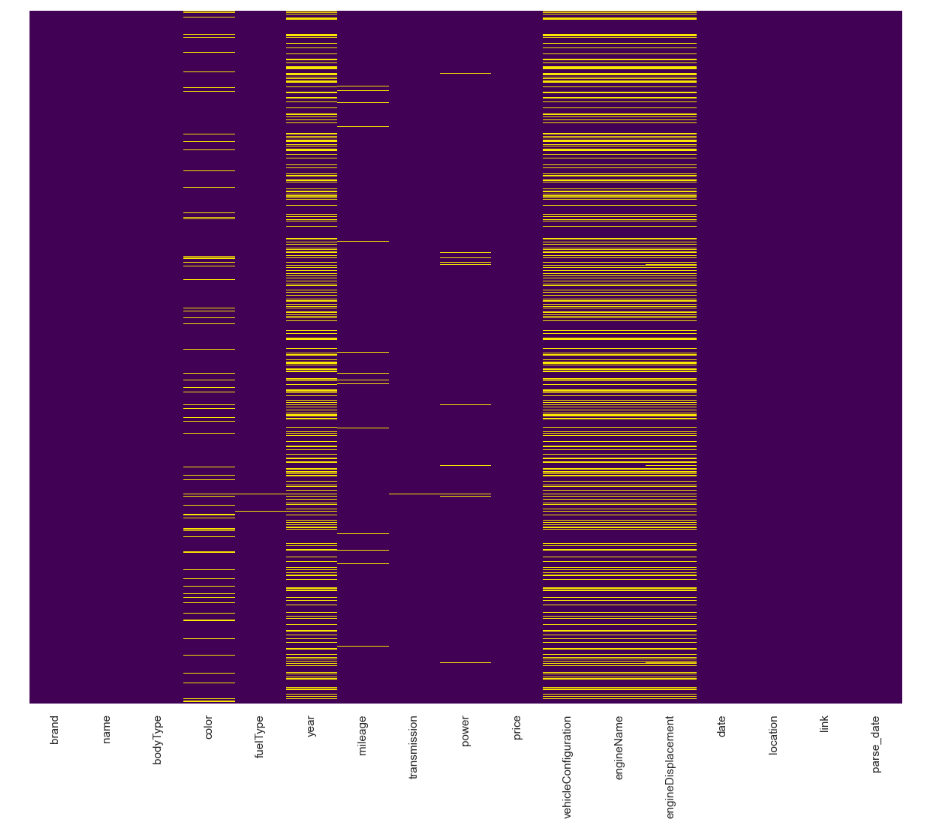 brand
name
bodyType
color
fuelType
year
mileage
transmission
power
price
vehicleConfiguration
engineName
engineDisplacement
date
location
link
parse_date